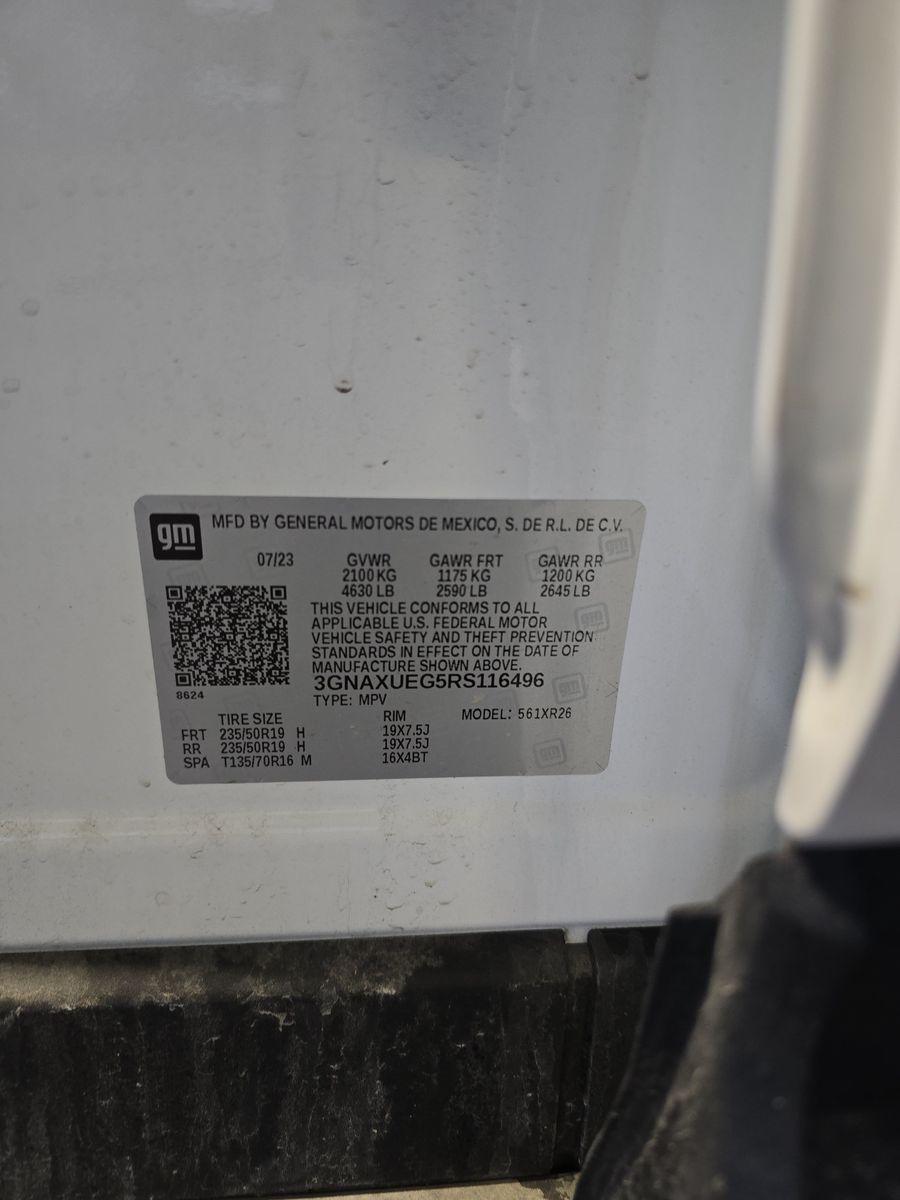 gm MFD BY GENERAL MOTORS DE MEXICO, S. DE R.L. DE C.V.
07/23 GVWR GAWR FRT GAWR RR
2100 KG 1175 KG 1200 KG
4630 LB 2590 LB 2645 LB
THIS VEHICLE CONFORMS TO ALL
APPLICABLE U.S. FEDERAL MOTOR
VEHICLE SAFETY AND THEFT PREVENTION
STANDARDS IN EFFECT ON THE DATE OF
MANUFACTURE SHOWN ABOVE.
3GNAXUEG5RS116496
8624
TYPE: MPV
TIRE SIZE RIM MODEL: 561XR26
FRT 235/50R19 H 19X7.5J
RR 235/50R19 H 19X7.5J
SPA T135/70R16 M 16X4BT